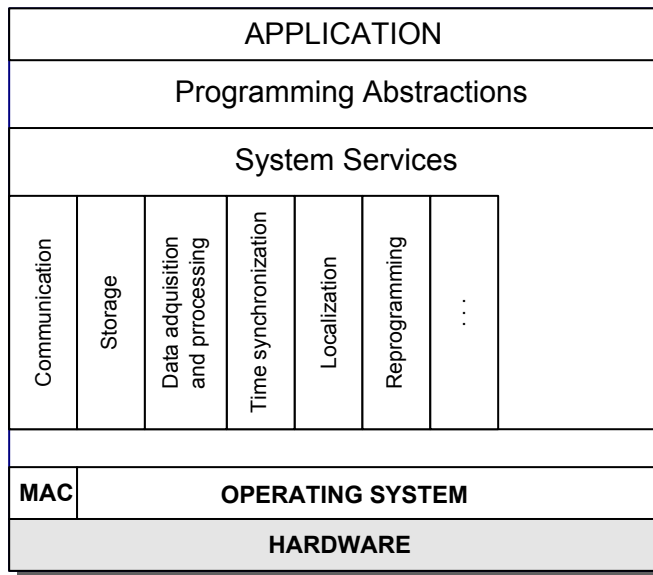 APPLICATION
Programming Abstractions
System Services
Communication
Storage
Data adquisition
and prrocessing
Time synchronization
Localization
Reprogramming
. . .
MAC
OPERATING SYSTEM
HARDWARE